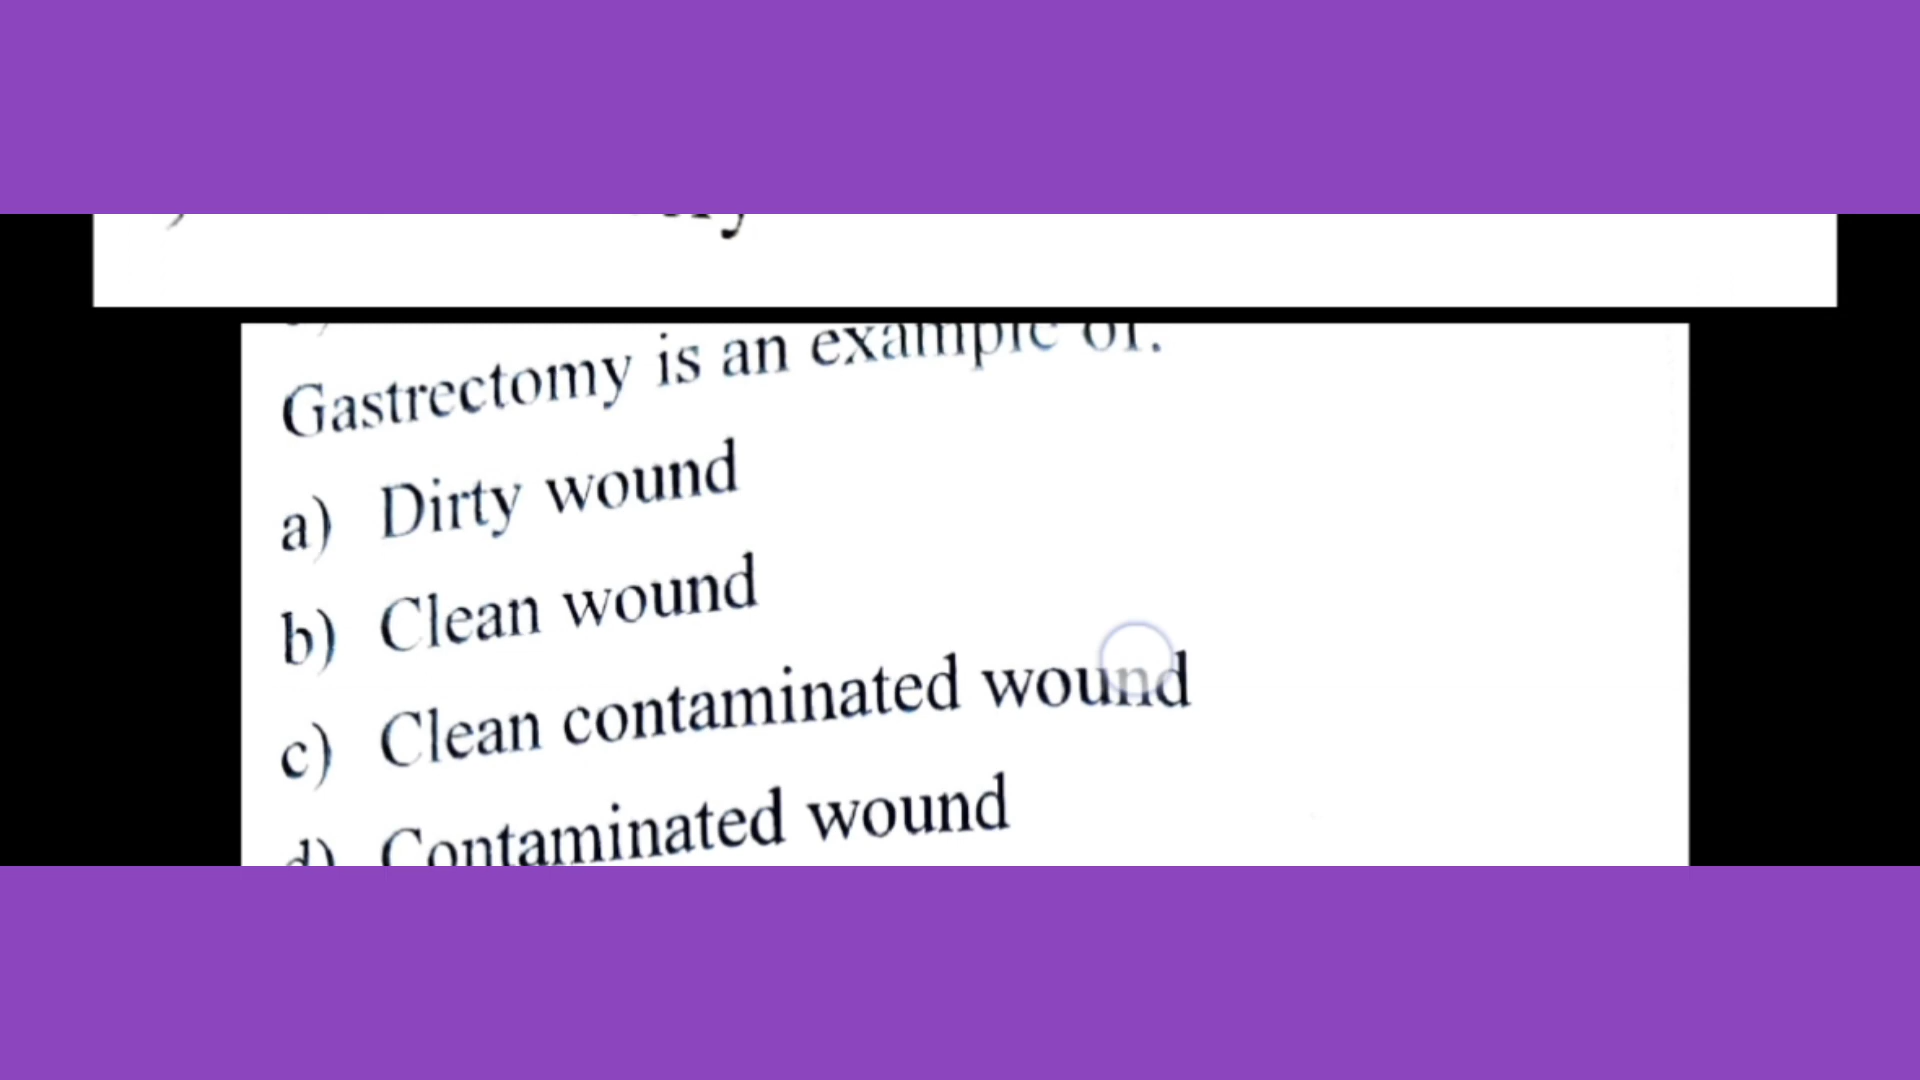 Gastrectomy is an example of:
a) Dirty wound
b) Clean wound
c) Clean contaminated wound
d) Contaminated wound